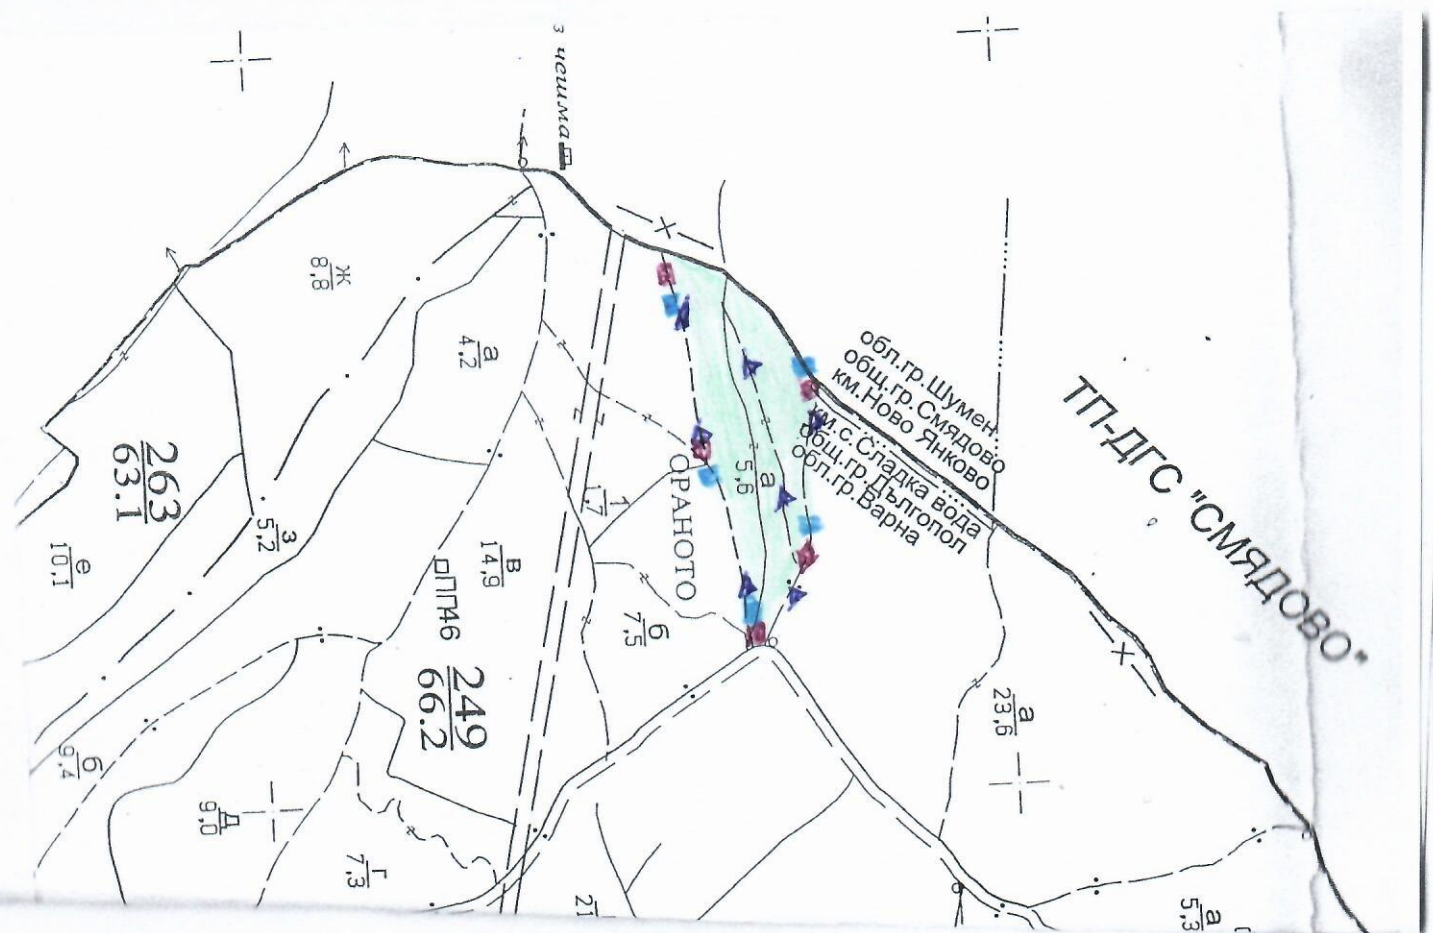 з чешма
ж
8,8
а
4,2
263
63.1
е
10,1
з
5,2
1
1,7
ОРАНОТО
а
5,6
обл.гр.Шумен
общ.гр.Смядово
км.Ново Янково
км.с.Сладка вода
общ.гр.Дългопол
обл.гр.Варна
ТП-ДГС "СМЯДОВО"
в
14,9
дПП46
249
66.2
б
7,5
а
23,6
б
9,4
д
9,0
г
7,3
21
а
5,3